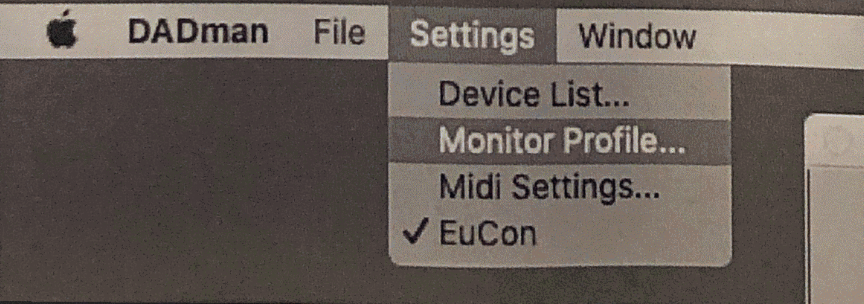 DADman File Settings Window
Device List...
Monitor Profile...
Midi Settings...
✓ EuCon